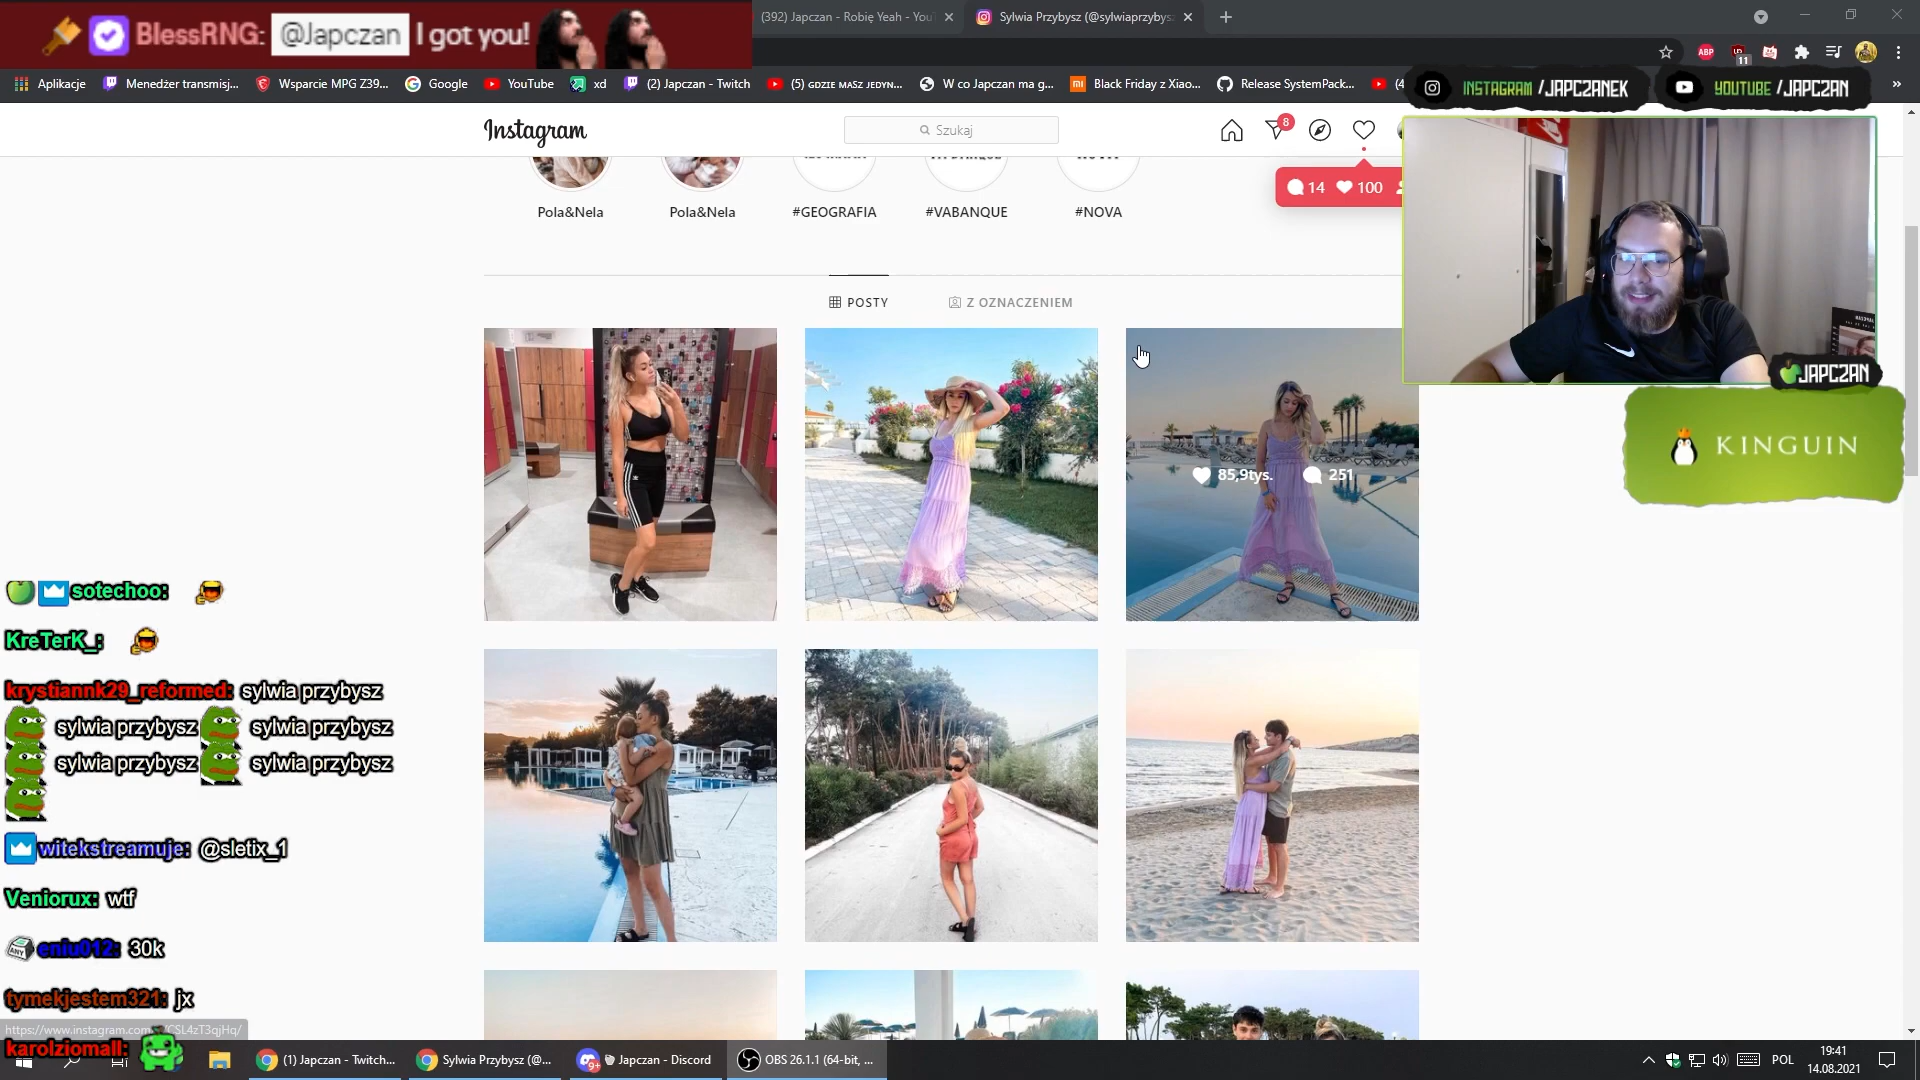 BlessRNG: @Japczan I got you!
(392) Japczan - Robię Yeah - You
Sylwia Przybysz (@sylwiaprzybys
ABP
11
Aplikacje
Menedżer transmisj...
Wsparcie MPG Z39...
Google
YouTube
xd
(2) Japczan - Twitch
(5) GDZIE MASZ JEDYN...
W co Japczan ma g...
Black Friday z Xiao...
Release SystemPack...
(4
INSTAGRAM /JAPCZANEK
YOUTUBE /JAPCZAN
Instagram
Szukaj
8
14
100
Pola&Nela
Pola&Nela
#GEOGRAFIA
#VABANQUE
#NOVA
POSTY
Z OZNACZENIEM
JAPCZAN
KINGUIN
85,9tys.
251
sotechoo:
KreTerK_:
krystiannk29_reformed: sylwia przybysz
sylwia przybysz sylwia przybysz
sylwia przybysz sylwia przybysz
witekstreamuje: @sletix_1
Veniorux: wtf
ANY
eniu012: 30k
tymekjestem321: jx
karolziomall:
(1) Japczan - Twitch...
Sylwia Przybysz (@...
9+
Japczan - Discord
OBS 26.1.1 (64-bit, ...
POL
19:41
14.08.2021